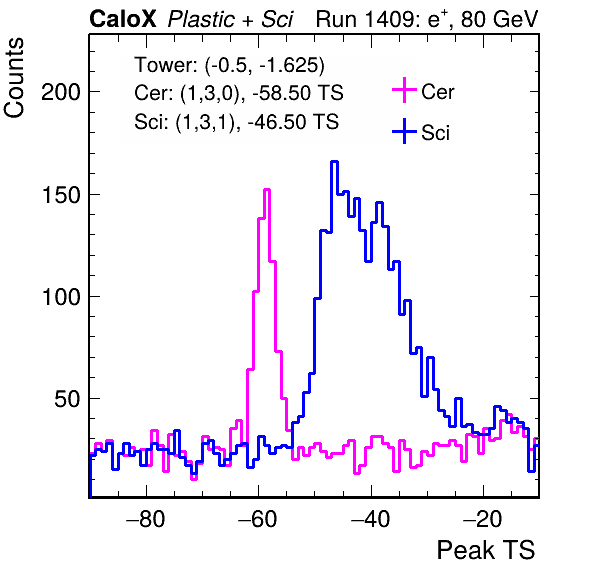 CaloX Plastic + Sci Run 1409: e+, 80 GeV
Counts
Tower: (-0.5, -1.625)
Cer: (1,3,0), -58.50 TS
Sci: (1,3,1), -46.50 TS
Cer
Sci
200
150
100
50
−80 −60 −40 −20
Peak TS